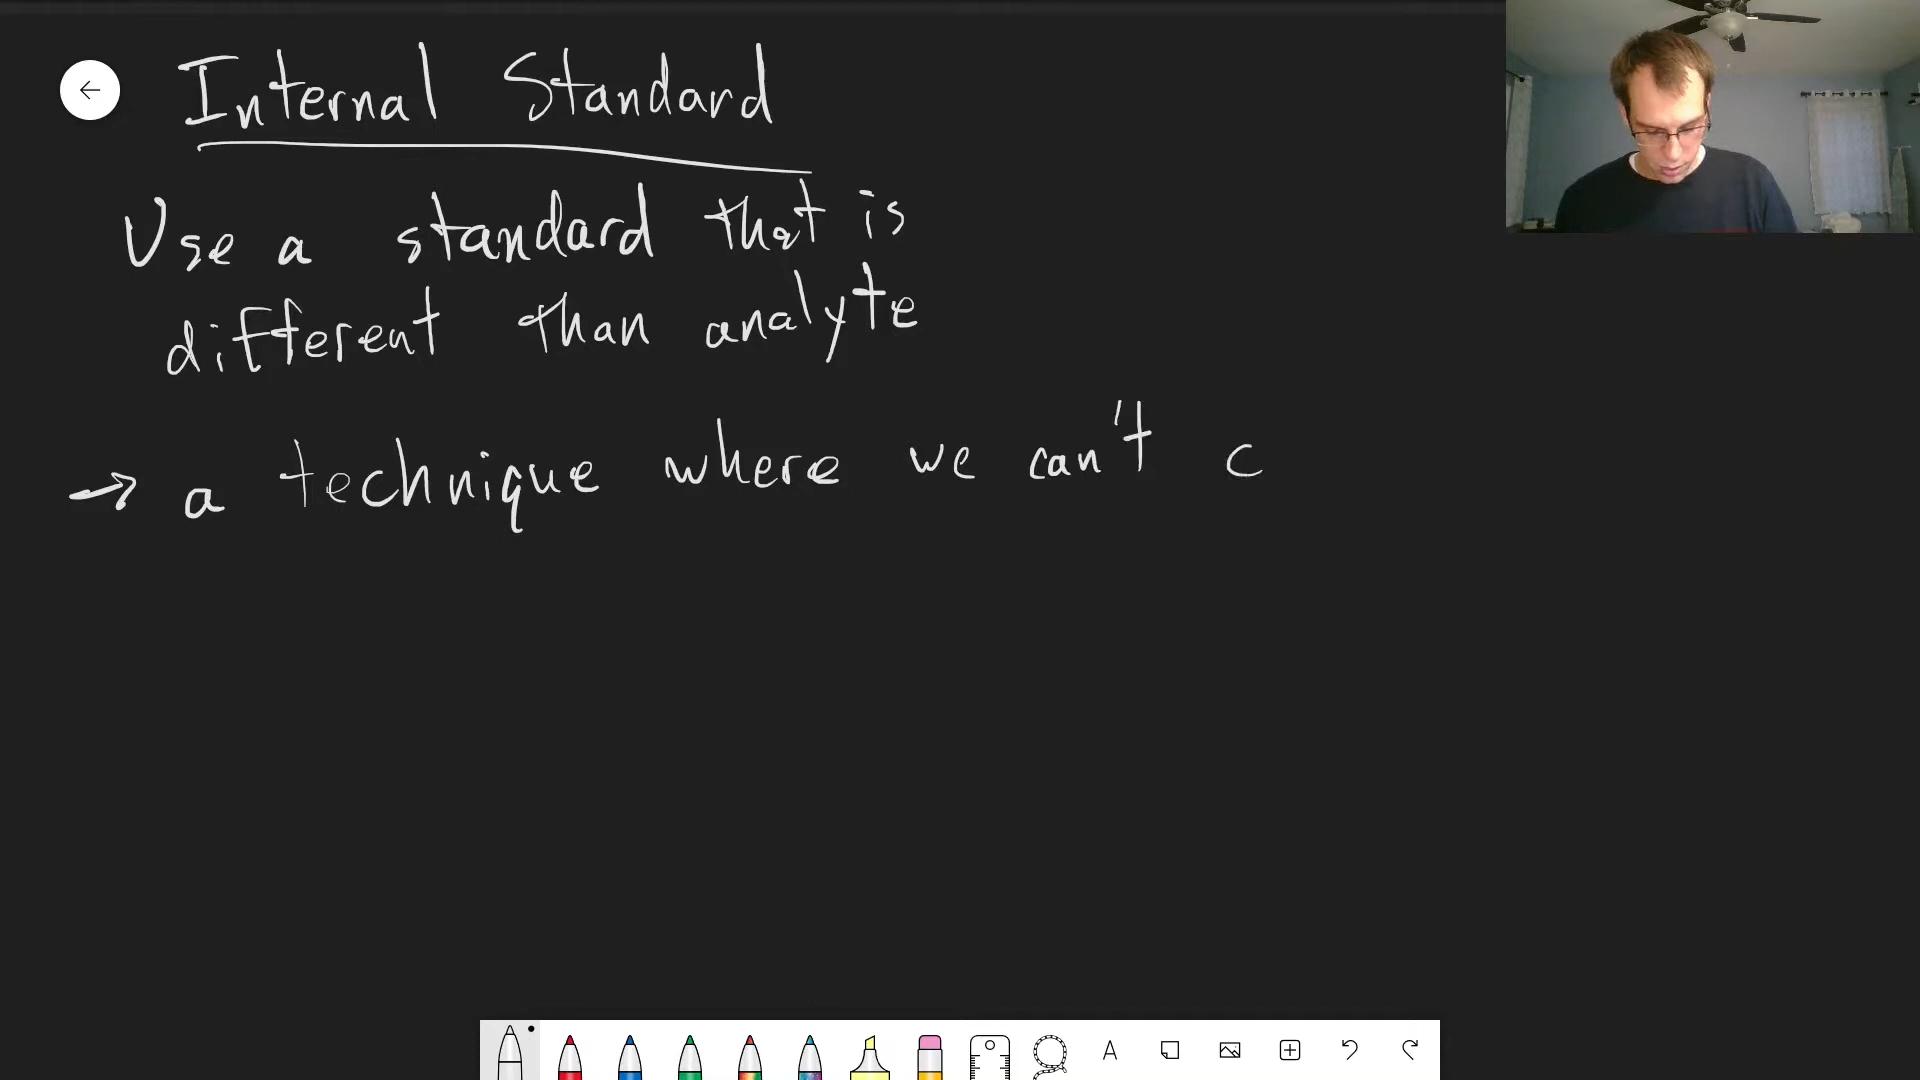 Internal Standard
Use a standard that is
different than analyte
→ a technique where we can't c
A